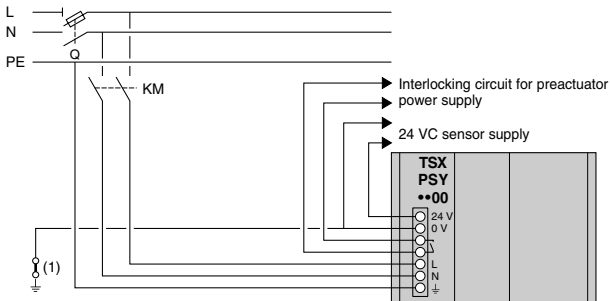 L
N
Q
PE
KM
Interlocking circuit for preactuator
power supply
24 VC sensor supply
TSX
PSY
••00
24 V
0 V
(1)
L
N